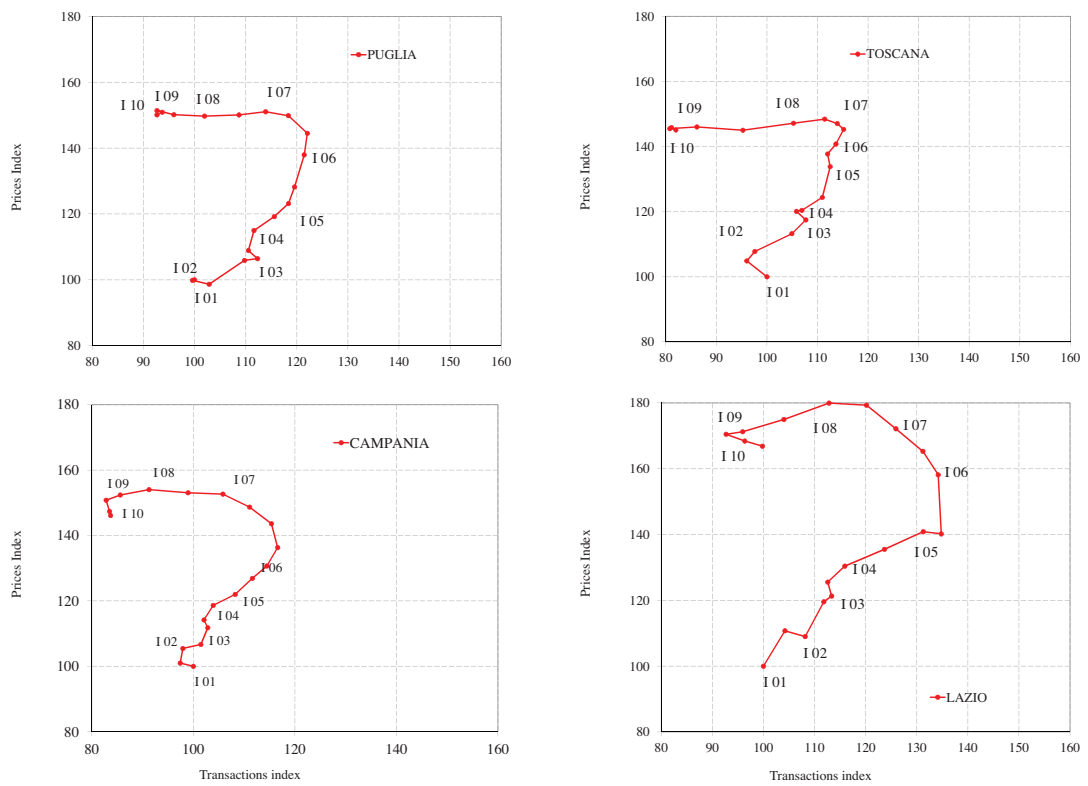 180
160
140
120
100
80
Prices Index
PUGLIA
I 10
I 09
I 08
I 07
I 06
I 05
I 04
I 03
I 02
I 01
80 90 100 110 120 130 140 150 160
180
160
140
120
100
80
Prices Index
TOSCANA
I 09
I 10
I 08
I 07
I 06
I 05
I 04
I 03
I 02
I 01
80 90 100 110 120 130 140 150 160
180
160
140
120
100
80
Prices Index
CAMPANIA
I 09
I 08
I 07
I 10
I 06
I 05
I 04
I 03
I 02
I 01
80 100 120 140 160
Transactions index
180
160
140
120
100
80
Prices Index
I 09
I 08
I 07
I 10
I 06
I 05
I 04
I 03
I 02
I 01
LAZIO
80 90 100 110 120 130 140 150 160
Transactions index